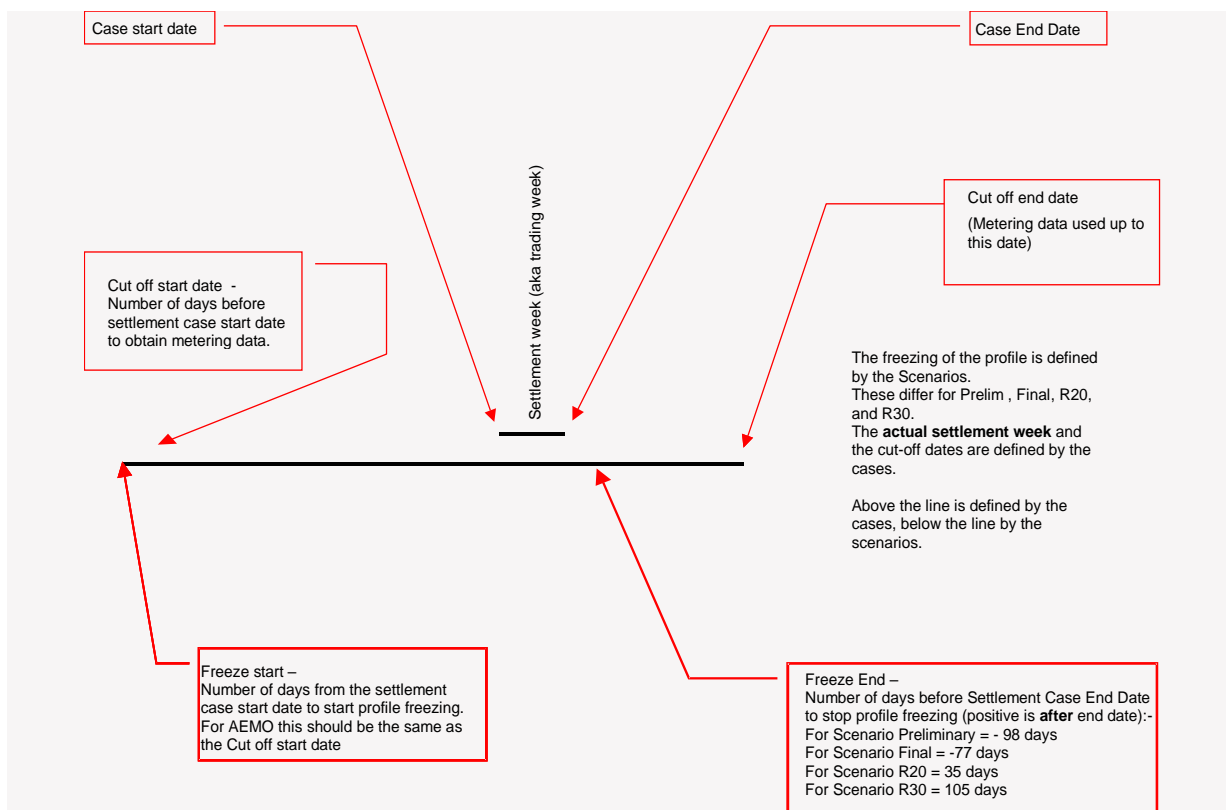 Case start date
Case End Date
Settlement week (aka trading week)
Cut off end date
(Metering data used up to
this date)
Cut off start date  -
Number of days before
settlement case start date
to obtain metering data.
The freezing of the profile is defined
by the Scenarios.
These differ for Prelim , Final, R20,
and R30.
The actual settlement week and
the cut-off dates are defined by the
cases.
Above the line is defined by the
cases, below the line by the
scenarios.
Freeze start –
Number of days from the settlement
case start date to start profile freezing.
For AEMO this should be the same as
the Cut off start date
Freeze End –
Number of days before Settlement Case End Date
to stop profile freezing (positive is after end date):-
For Scenario Preliminary = - 98 days
For Scenario Final = -77 days
For Scenario R20 = 35 days
For Scenario R30 = 105 days